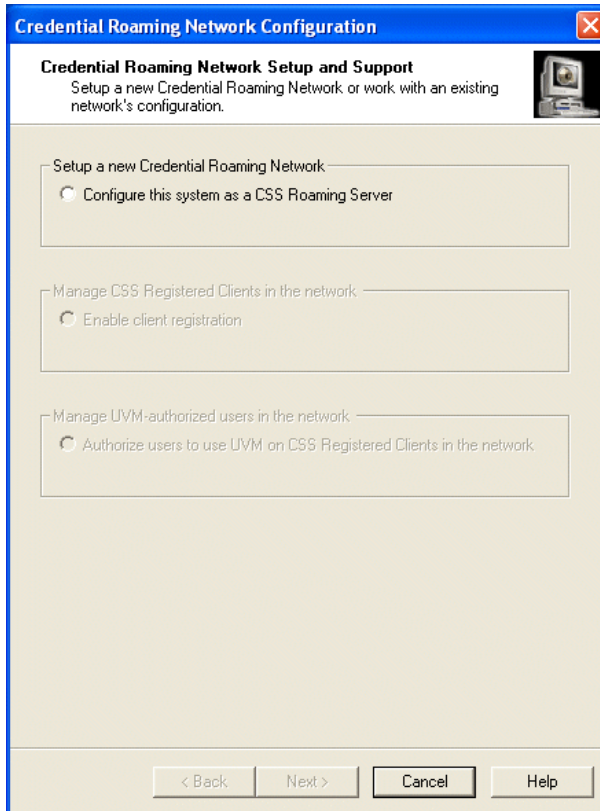 Credential Roaming Network Configuration
Credential Roaming Network Setup and Support
Setup a new Credential Roaming Network or work with an existing
network's configuration.
Setup a new Credential Roaming Network
Configure this system as a CSS Roaming Server
Manage CSS Registered Clients in the network
Enable client registration
Manage UVM-authorized users in the network
Authorize users to use UVM on CSS Registered Clients in the network
< Back
Next >
Cancel
Help